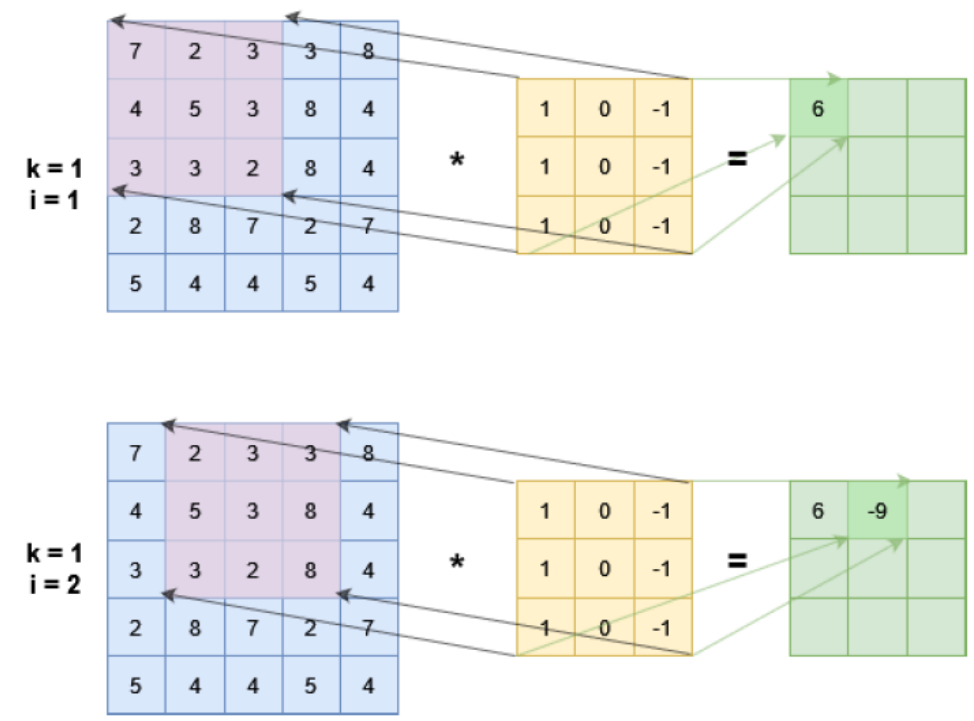 7 2 3 3 8
4 5 3 8 4
3 3 2 8 4
2 8 7 2 7
5 4 4 5 4
k = 1
i = 1
*
1 0 -1
1 0 -1
1 0 -1
=
6
7 2 3 3 8
4 5 3 8 4
3 3 2 8 4
2 8 7 2 7
5 4 4 5 4
k = 1
i = 2
*
1 0 -1
1 0 -1
1 0 -1
=
6 -9